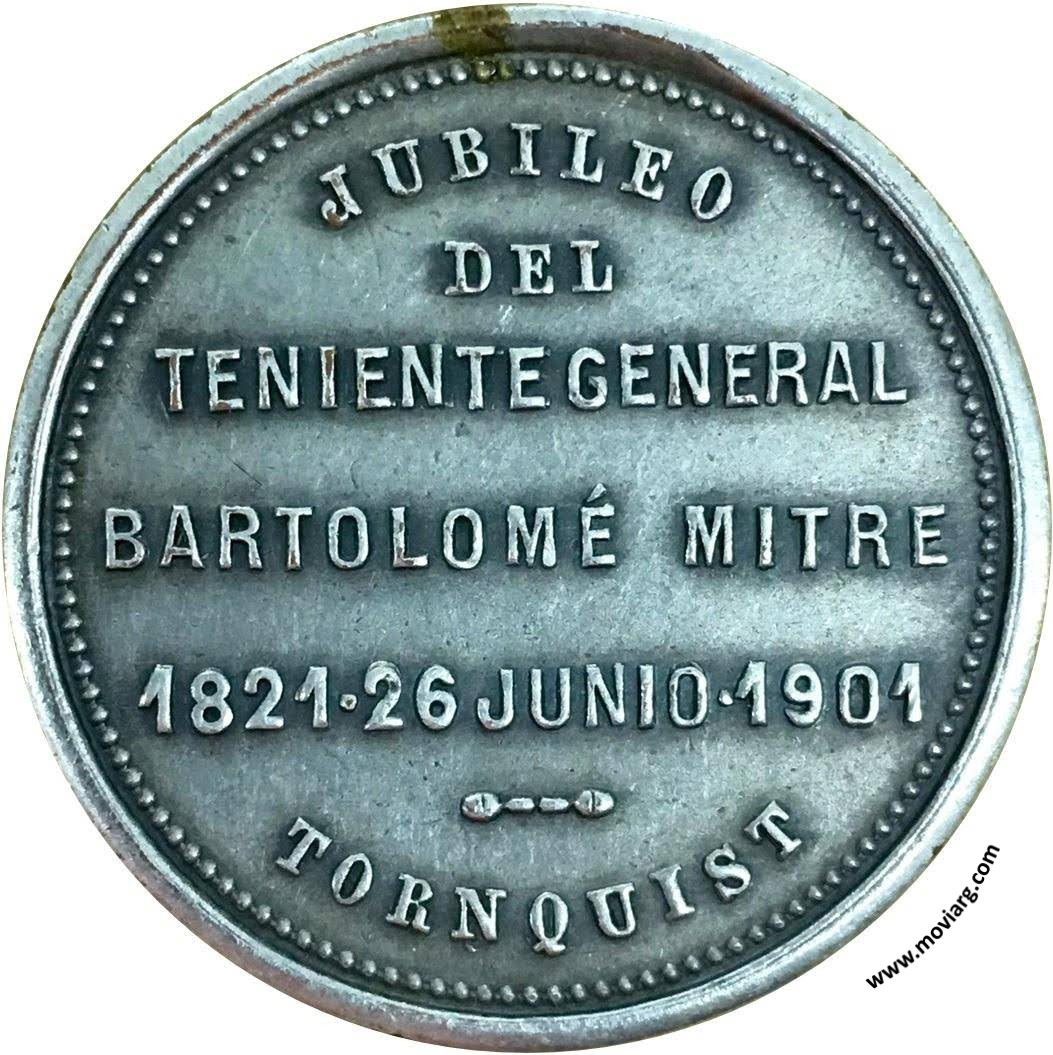 JUBILEO
DEL
TENIENTE GENERAL
BARTOLOMÉ MITRE
1821·26 JUNIO·1901
TORNQUIST
www.moviarg.com